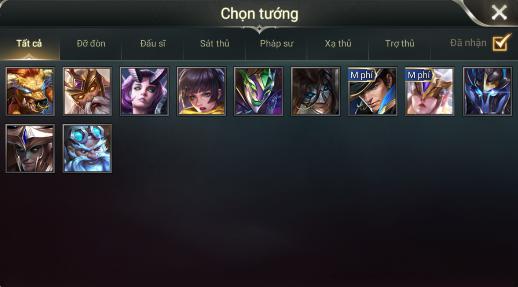 Chọn tướng
Tất cả Đỡ đòn Đấu sĩ Sát thủ Pháp sư Xạ thủ Trợ thủ Đã nhận
M phí M phí